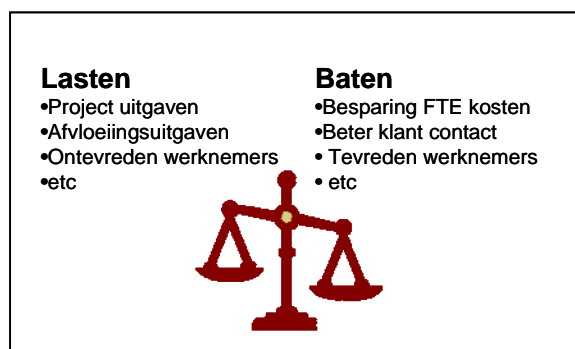 Lasten
•Project uitgaven
•Afvloeiingsuitgaven
•Ontevreden werknemers
•etc
Baten
•Besparing FTE kosten
•Beter klant contact
• Tevreden werknemers
• etc